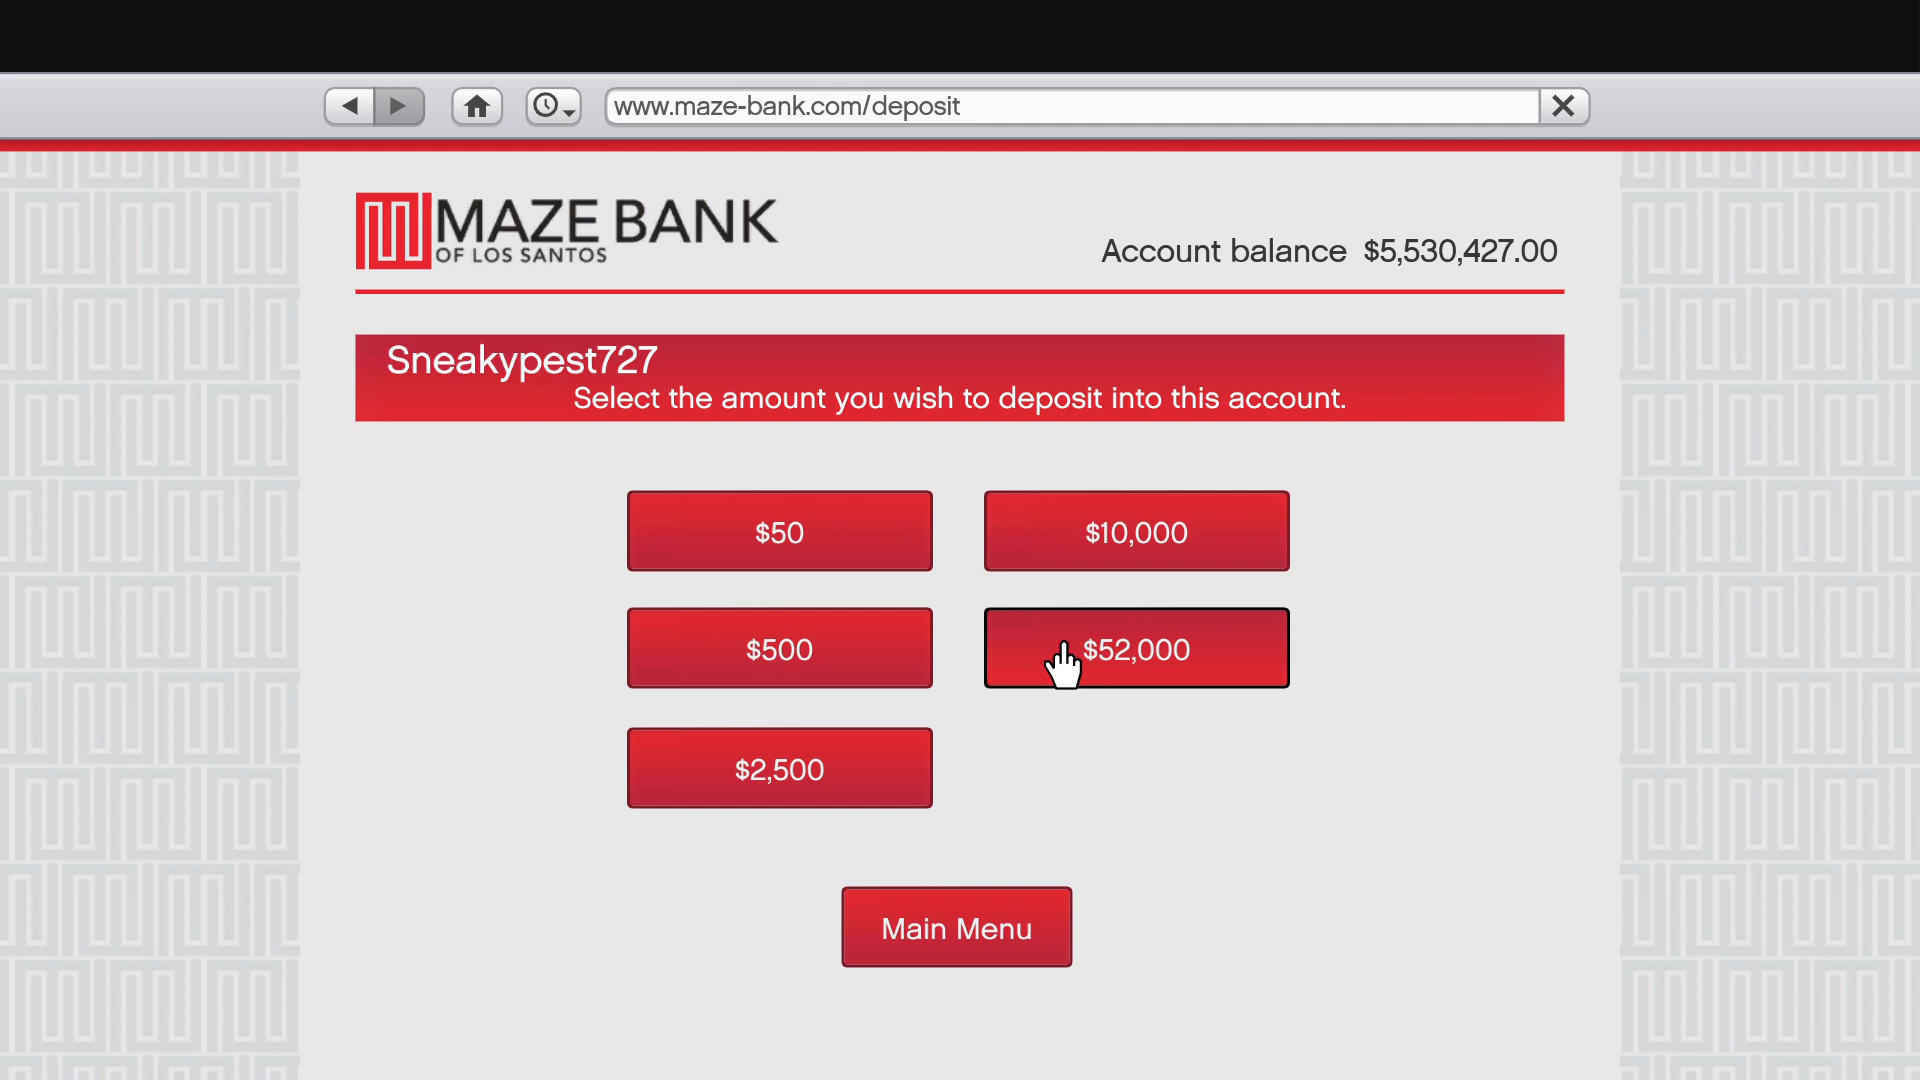 www.maze-bank.com/deposit
MAZE BANK
OF LOS SANTOS
Account balance $5,530,427.00
Sneakypest727
Select the amount you wish to deposit into this account.
$50
$10,000
$500
$52,000
$2,500
Main Menu